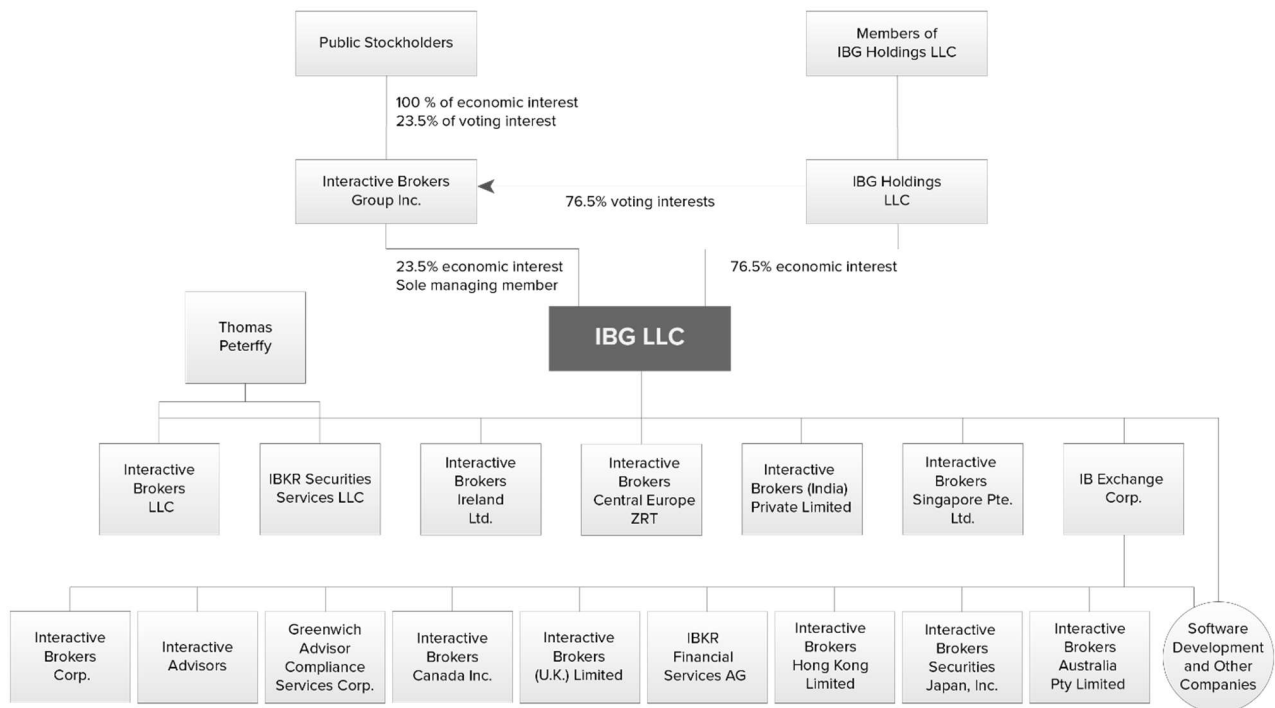 Public Stockholders
Members of
IBG Holdings LLC
100 % of economic interest
23.5% of voting interest
Interactive Brokers
Group Inc.
76.5% voting interests
IBG Holdings
LLC
23.5% economic interest
Sole managing member
76.5% economic interest
Thomas
Peterffy
IBG LLC
Interactive
Brokers
LLC
IBKR Securities
Services LLC
Interactive
Brokers
Ireland
Ltd.
Interactive
Brokers
Central Europe
ZRT
Interactive
Brokers (India)
Private Limited
Interactive
Brokers
Singapore Pte.
Ltd.
IB Exchange
Corp.
Interactive
Brokers
Corp.
Interactive
Advisors
Greenwich
Advisor
Compliance
Services Corp.
Interactive
Brokers
Canada Inc.
Interactive
Brokers
(U.K.) Limited
IBKR
Financial
Services AG
Interactive
Brokers
Hong Kong
Limited
Interactive
Brokers
Securities
Japan, Inc.
Interactive
Brokers
Australia
Pty Limited
Software
Development
and Other
Companies